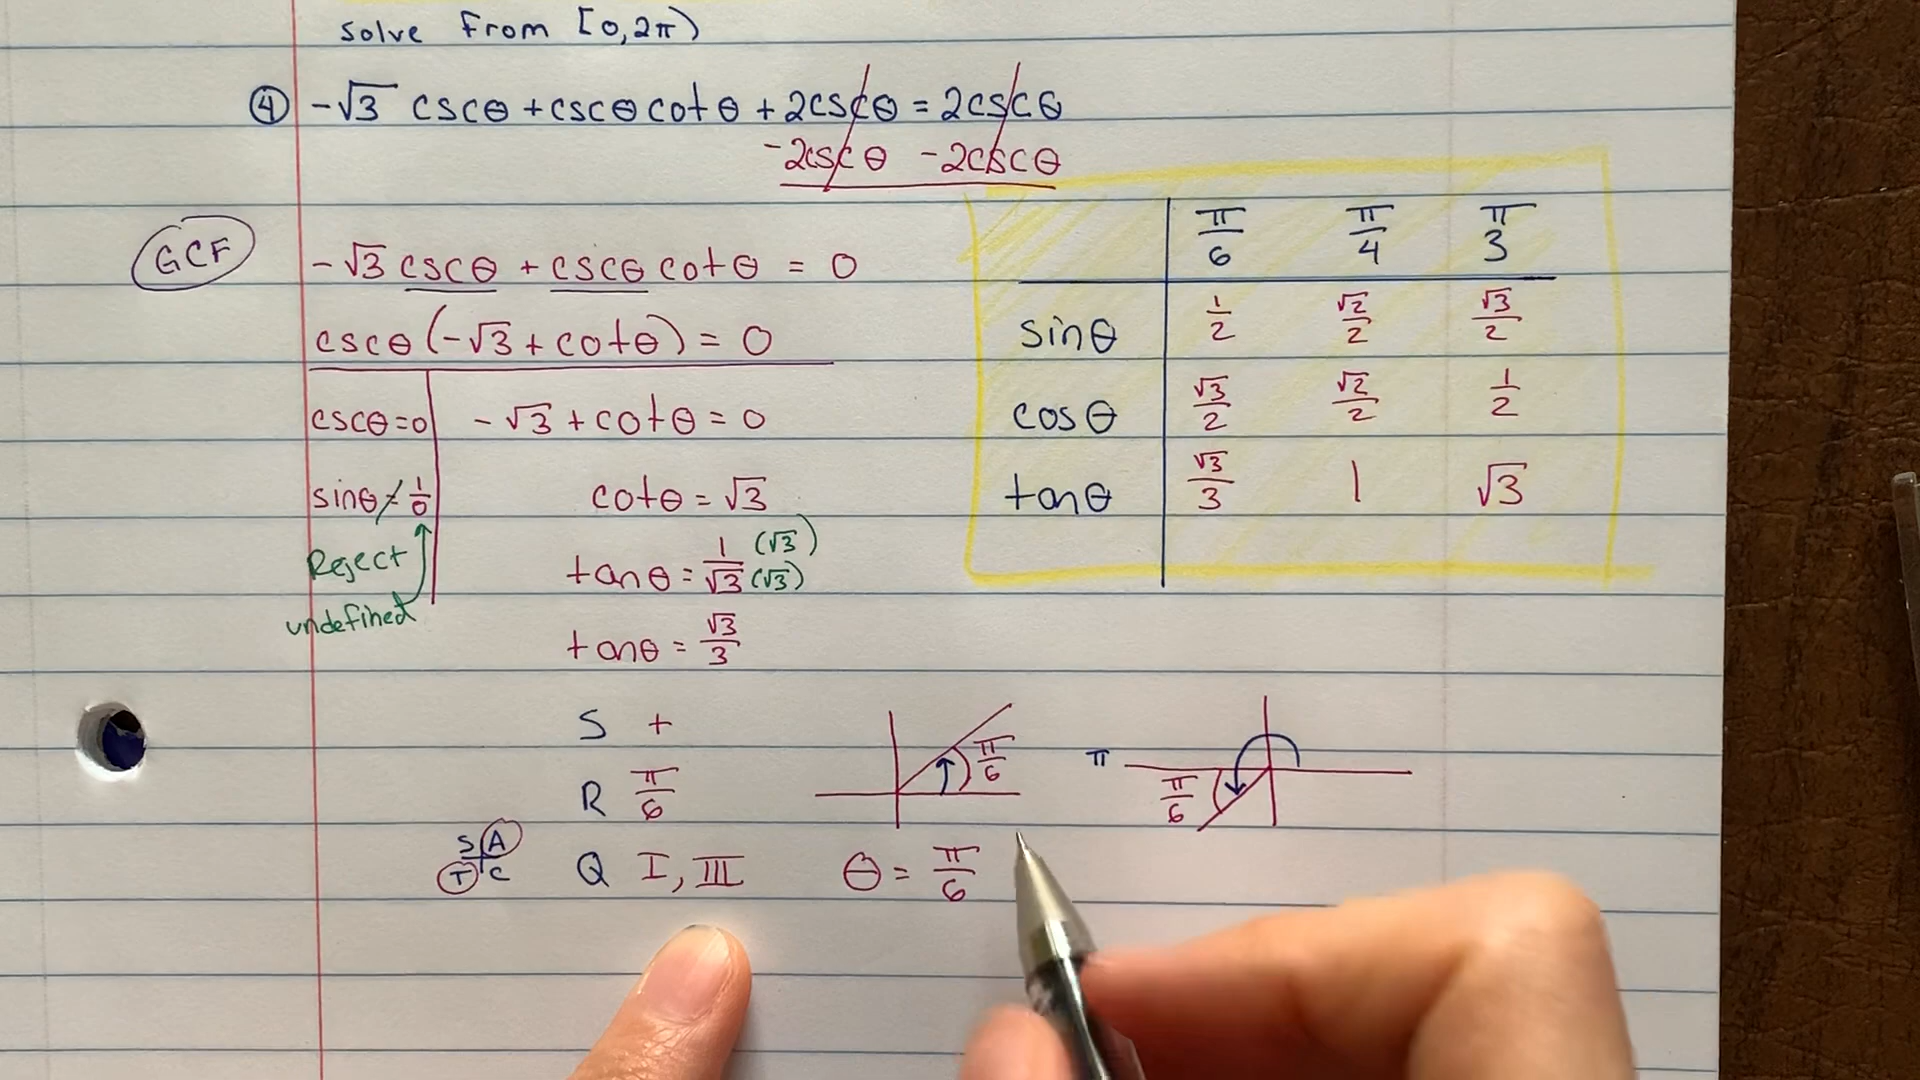 solve from [0,2π)
④ -√3 cscθ + cscθ cotθ + 2cscθ = 2cscθ
-2cscθ -2cscθ
GCF
-√3 cscθ + cscθ cotθ = 0
cscθ(-√3 + cotθ) = 0
cscθ=0
-√3 + cotθ = 0
sinθ ≠ 1/0
cotθ = √3
Reject
undefined
tanθ = 1/√3 (√3)/(√3)
tanθ = √3/3
π/6 π/4 π/3
sinθ 1/2 √2/2 √3/2
cosθ √3/2 √2/2 1/2
tanθ √3/3 1 √3
S +
R π/6
S A
T C
Q I, III
π/6
π
π/6
θ = π/6